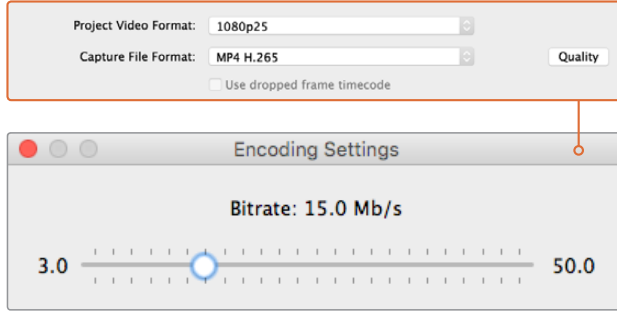 Project Video Format: 1080p25
Capture File Format: MP4 H.265 Quality
Use dropped frame timecode
Encoding Settings
Bitrate: 15.0 Mb/s
3.0 50.0